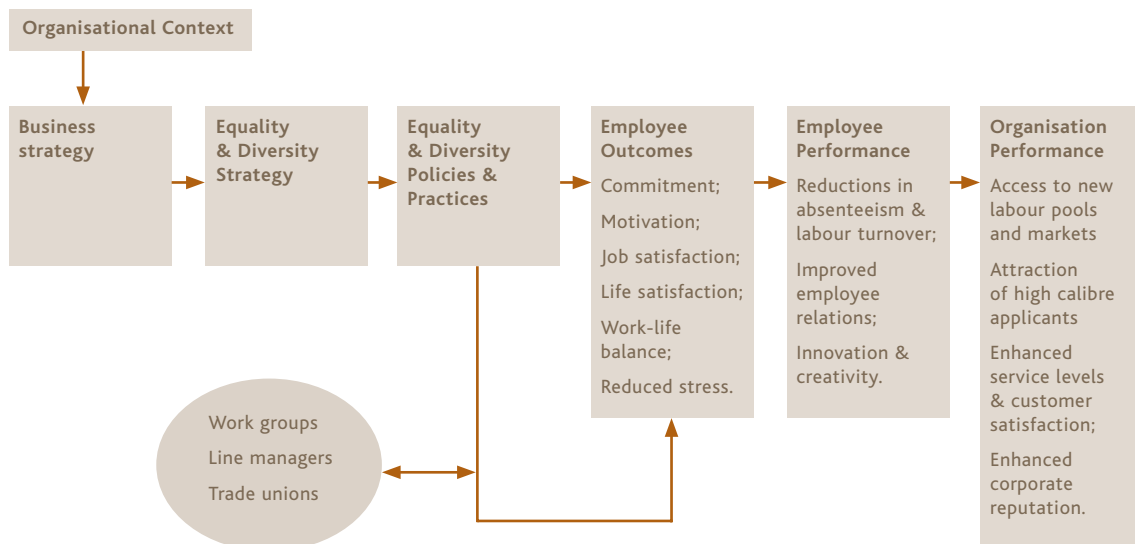 Organisational Context
Business
strategy
Equality
& Diversity
Strategy
Equality
& Diversity
Policies &
Practices
Employee
Outcomes
Commitment;
Motivation;
Job satisfaction;
Life satisfaction;
Work-life
balance;
Reduced stress.
Employee
Performance
Reductions in
absenteeism &
labour turnover;
Improved
employee
relations;
Innovation &
creativity.
Organisation
Performance
Access to new
labour pools
and markets
Attraction
of high calibre
applicants
Enhanced
service levels
& customer
satisfaction;
Enhanced
corporate
reputation.
Work groups
Line managers
Trade unions